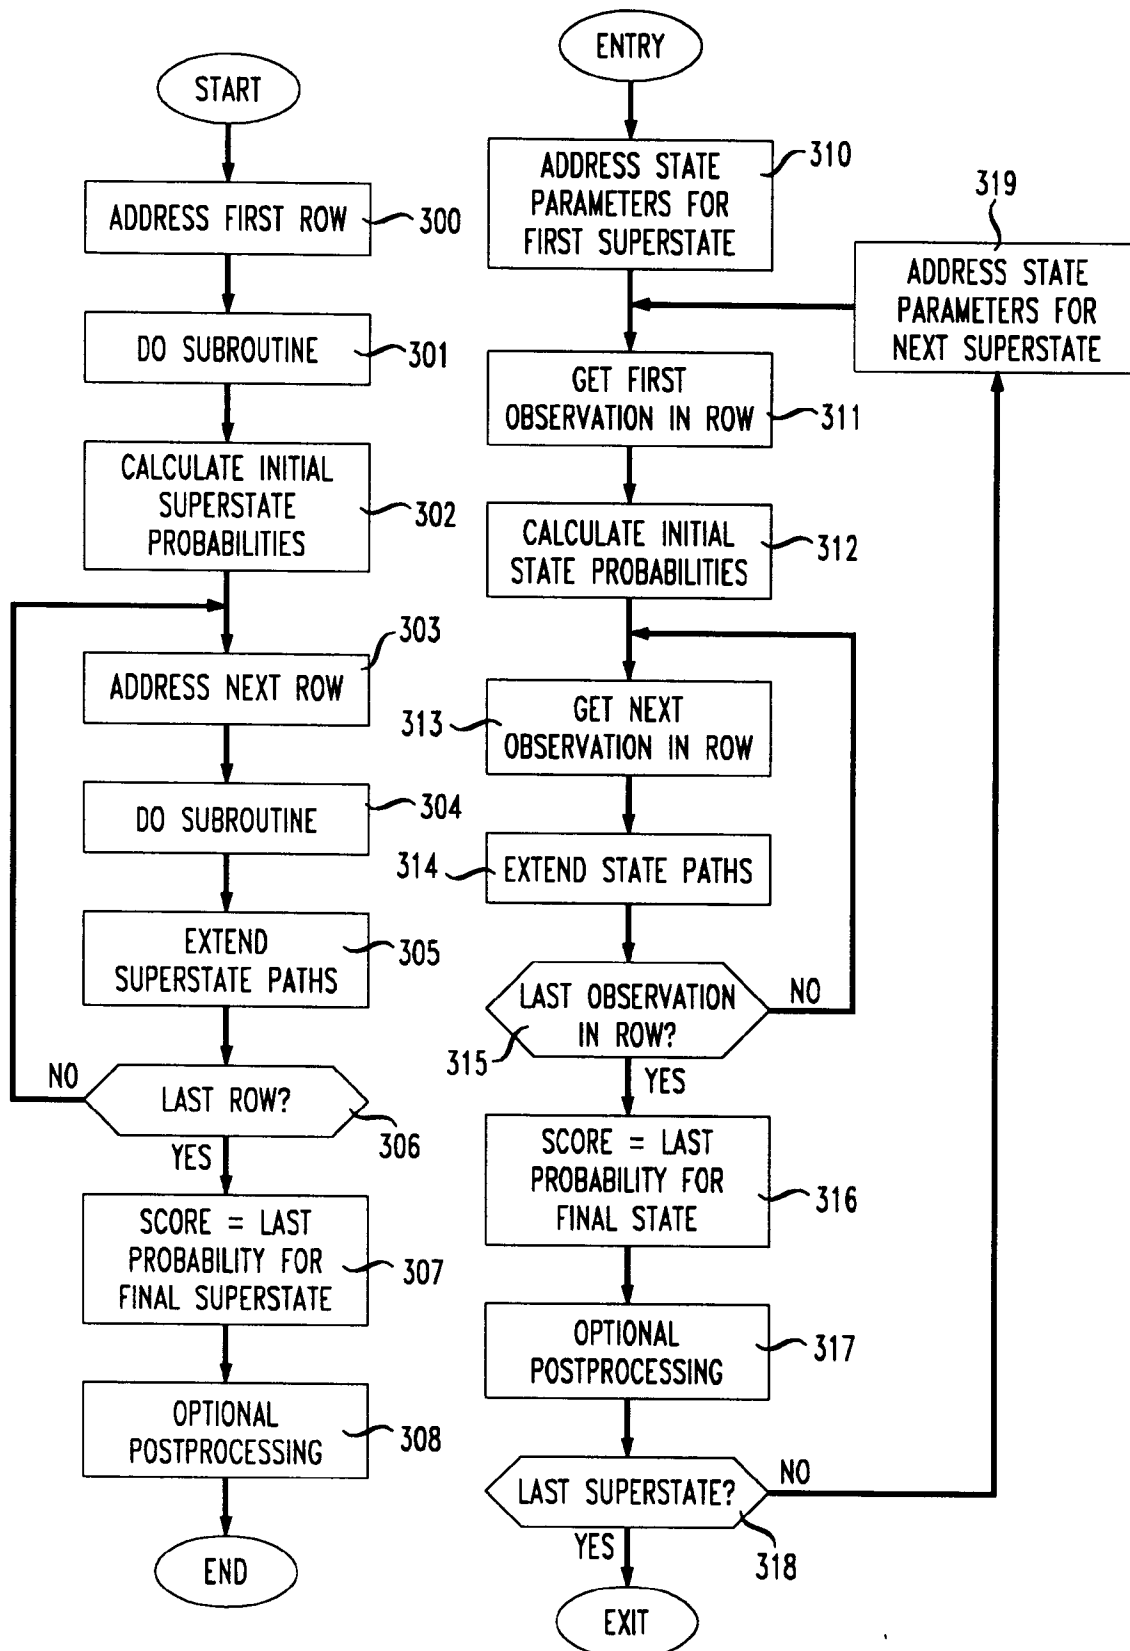 START
ADDRESS FIRST ROW
300
DO SUBROUTINE
301
CALCULATE INITIAL
SUPERSTATE
PROBABILITIES
302
303
ADDRESS NEXT ROW
DO SUBROUTINE
304
EXTEND
SUPERSTATE PATHS
305
NO
LAST ROW?
306
YES
SCORE = LAST
PROBABILITY FOR
FINAL SUPERSTATE
307
OPTIONAL
POSTPROCESSING
308
END
ENTRY
ADDRESS STATE
PARAMETERS FOR
FIRST SUPERSTATE
310
319
ADDRESS STATE
PARAMETERS FOR
NEXT SUPERSTATE
GET FIRST
OBSERVATION IN ROW
311
CALCULATE INITIAL
STATE PROBABILITIES
312
313
GET NEXT
OBSERVATION IN ROW
314
EXTEND STATE PATHS
LAST OBSERVATION
IN ROW?
NO
315
YES
SCORE = LAST
PROBABILITY FOR
FINAL STATE
316
OPTIONAL
POSTPROCESSING
317
LAST SUPERSTATE?
NO
318
YES
EXIT